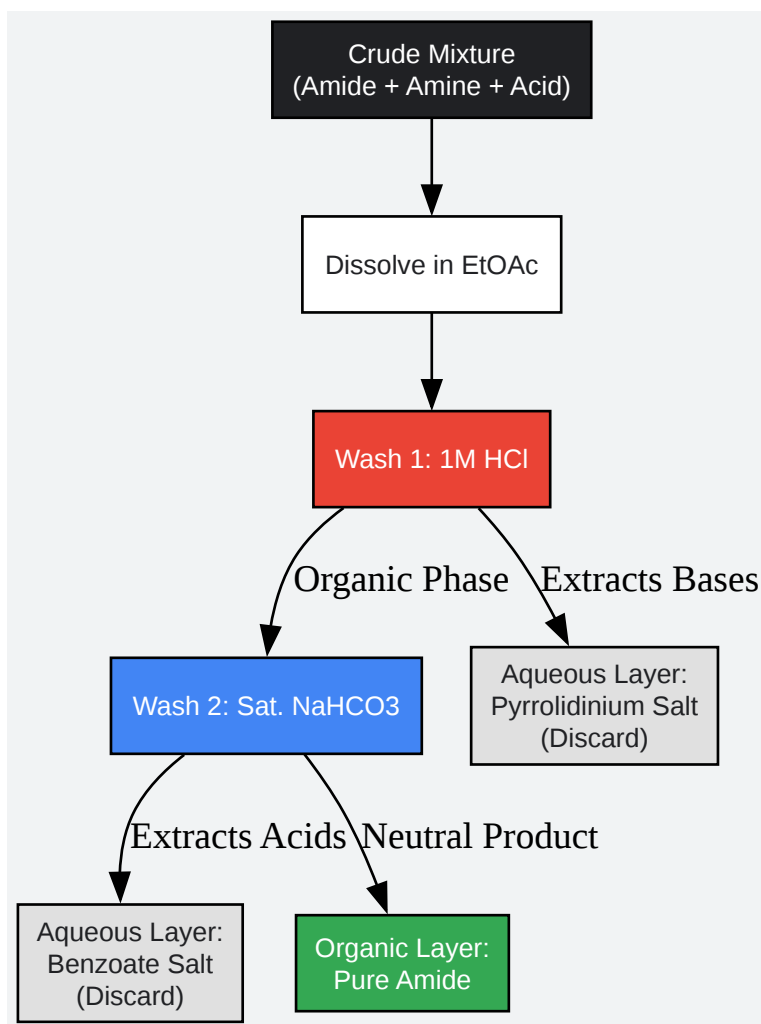 Crude Mixture
(Amide + Amine + Acid)
Dissolve in EtOAc
Wash 1: 1M HCl
Organic Phase
Extracts Bases
Wash 2: Sat. NaHCO3
Aqueous Layer:
Pyrrolidinium Salt
(Discard)
Extracts Acids
Neutral Product
Aqueous Layer:
Benzoate Salt
(Discard)
Organic Layer:
Pure Amide